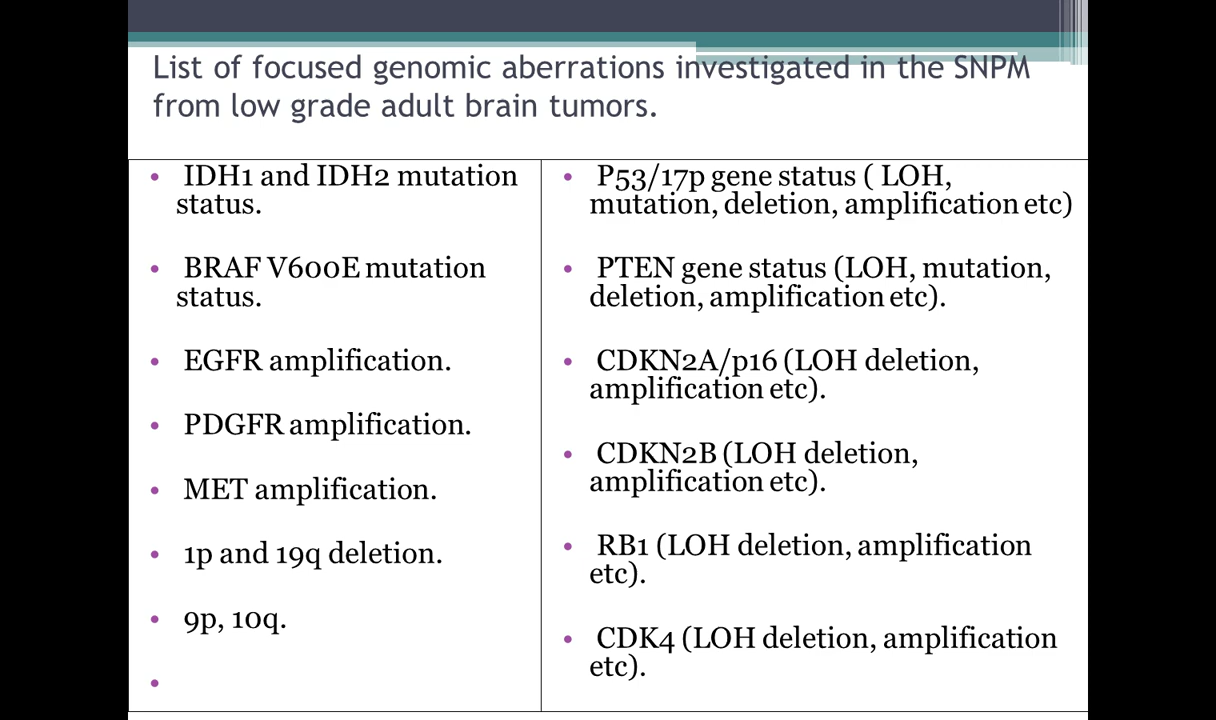 List of focused genomic aberrations investigated in the SNPM
from low grade adult brain tumors.
• IDH1 and IDH2 mutation
status.
• BRAF V600E mutation
status.
• EGFR amplification.
• PDGFR amplification.
• MET amplification.
• 1p and 19q deletion.
• 9p, 10q.
•
• P53/17p gene status ( LOH,
mutation, deletion, amplification etc)
• PTEN gene status (LOH, mutation,
deletion, amplification etc).
• CDKN2A/p16 (LOH deletion,
amplification etc).
• CDKN2B (LOH deletion,
amplification etc).
• RB1 (LOH deletion, amplification
etc).
• CDK4 (LOH deletion, amplification
etc).